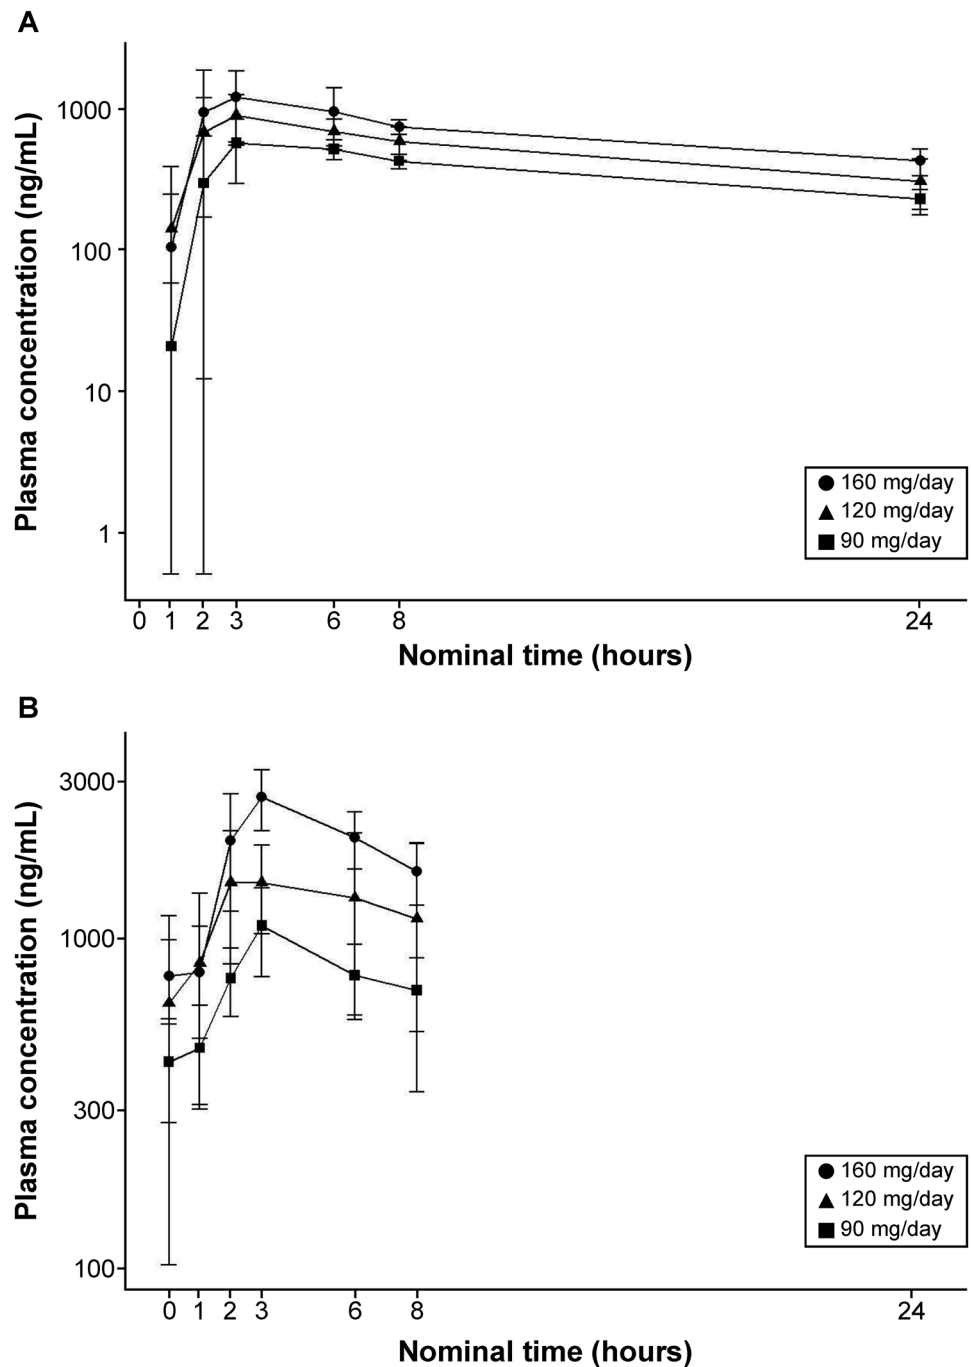 A
Plasma concentration (ng/mL)
1000
100
10
1
160 mg/day
120 mg/day
90 mg/day
0 1 2 3 6 8 24
Nominal time (hours)
B
Plasma concentration (ng/mL)
3000
1000
300
100
160 mg/day
120 mg/day
90 mg/day
0 1 2 3 6 8 24
Nominal time (hours)